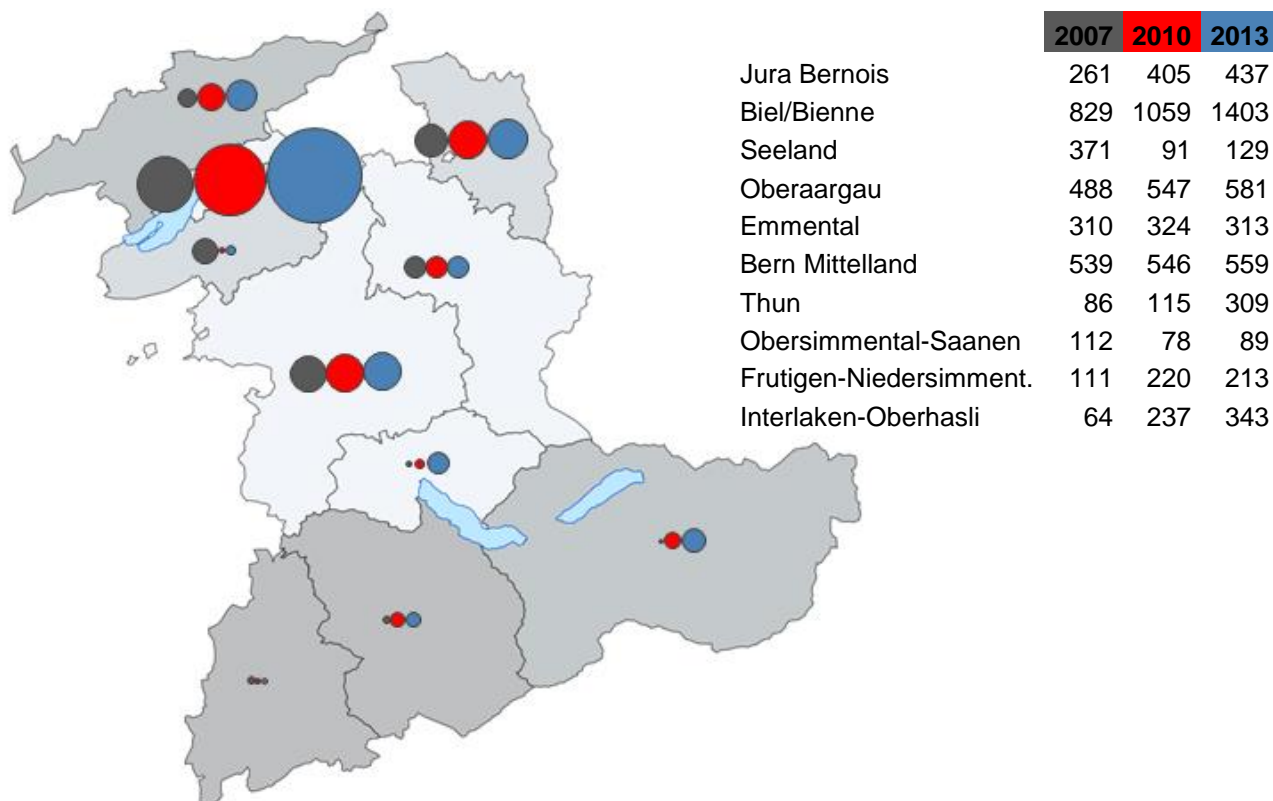 2007 2010 2013
Jura Bernois 261 405 437
Biel/Bienne 829 1059 1403
Seeland 371 91 129
Oberaargau 488 547 581
Emmental 310 324 313
Bern Mittelland 539 546 559
Thun 86 115 309
Obersimmental-Saanen 112 78 89
Frutigen-Niedersimment. 111 220 213
Interlaken-Oberhasli 64 237 343